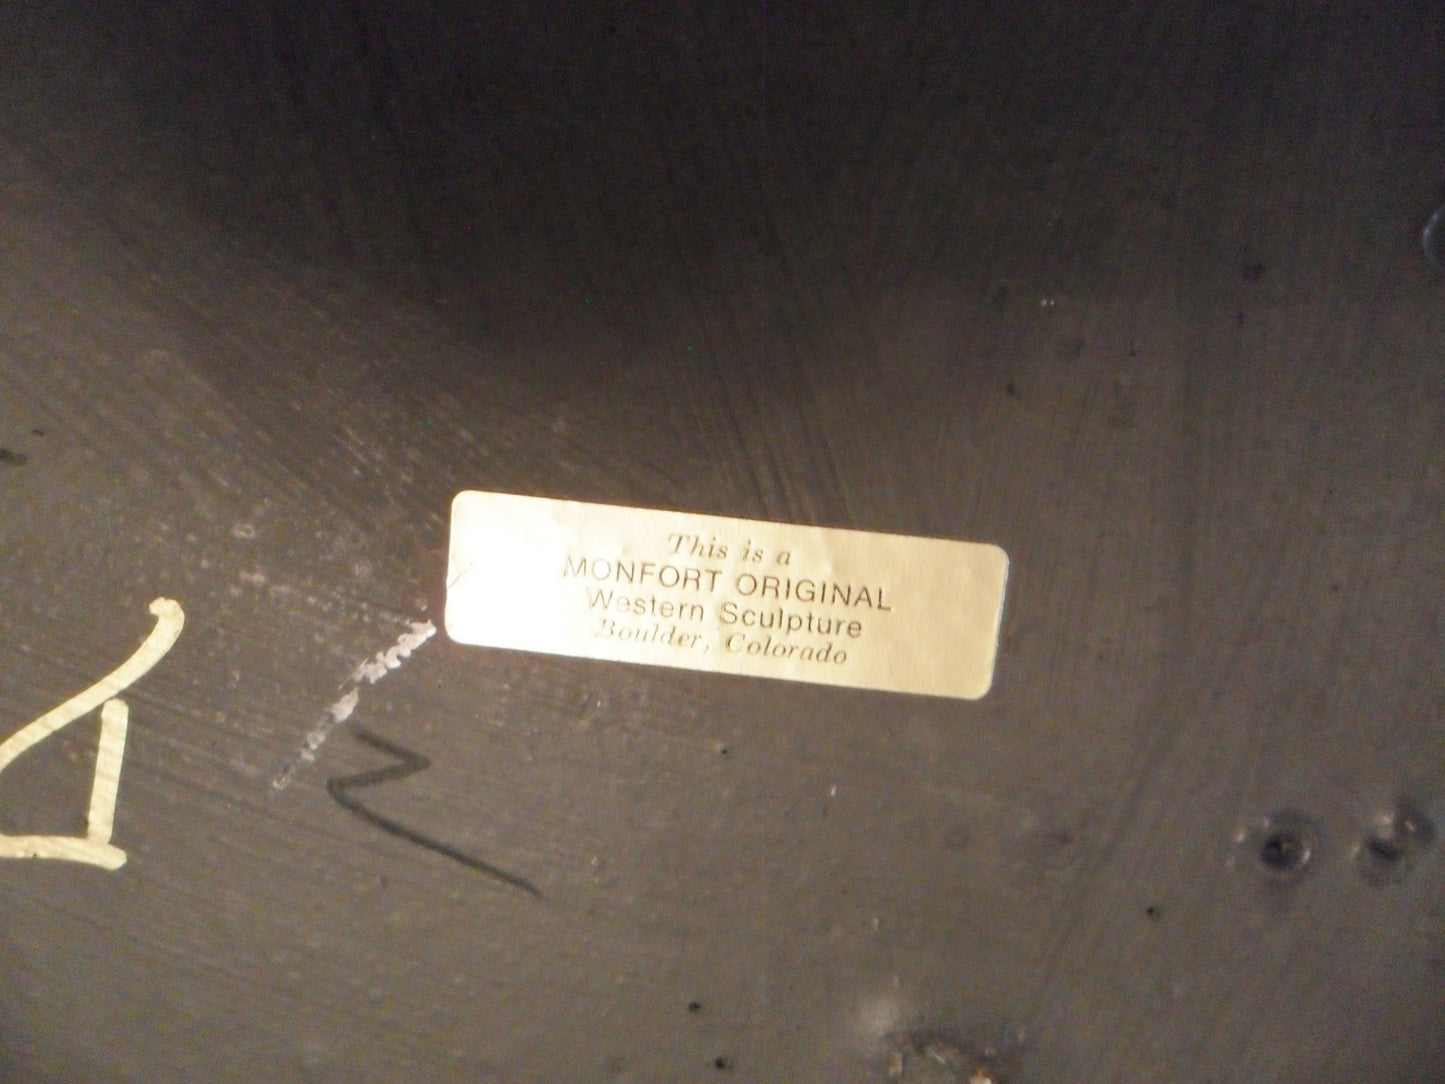 This is a
MONFORT ORIGINAL
Western Sculpture
Boulder, Colorado